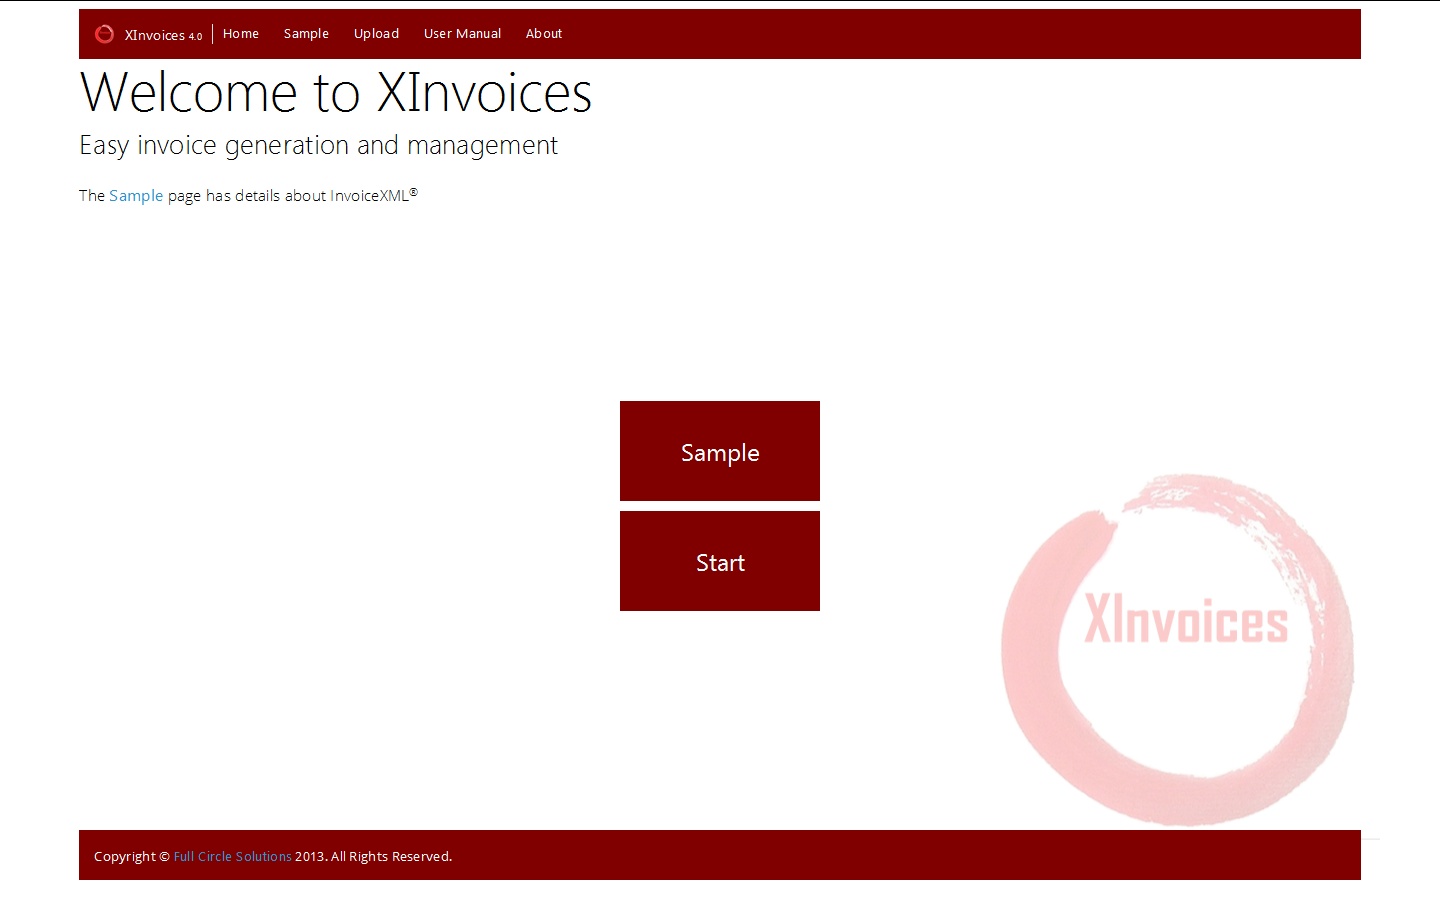 XInvoices 4.0 Home Sample Upload User Manual About
Welcome to XInvoices
Easy invoice generation and management
The Sample page has details about InvoiceXML®
Sample
Start
XInvoices
Copyright © Full Circle Solutions 2013. All Rights Reserved.